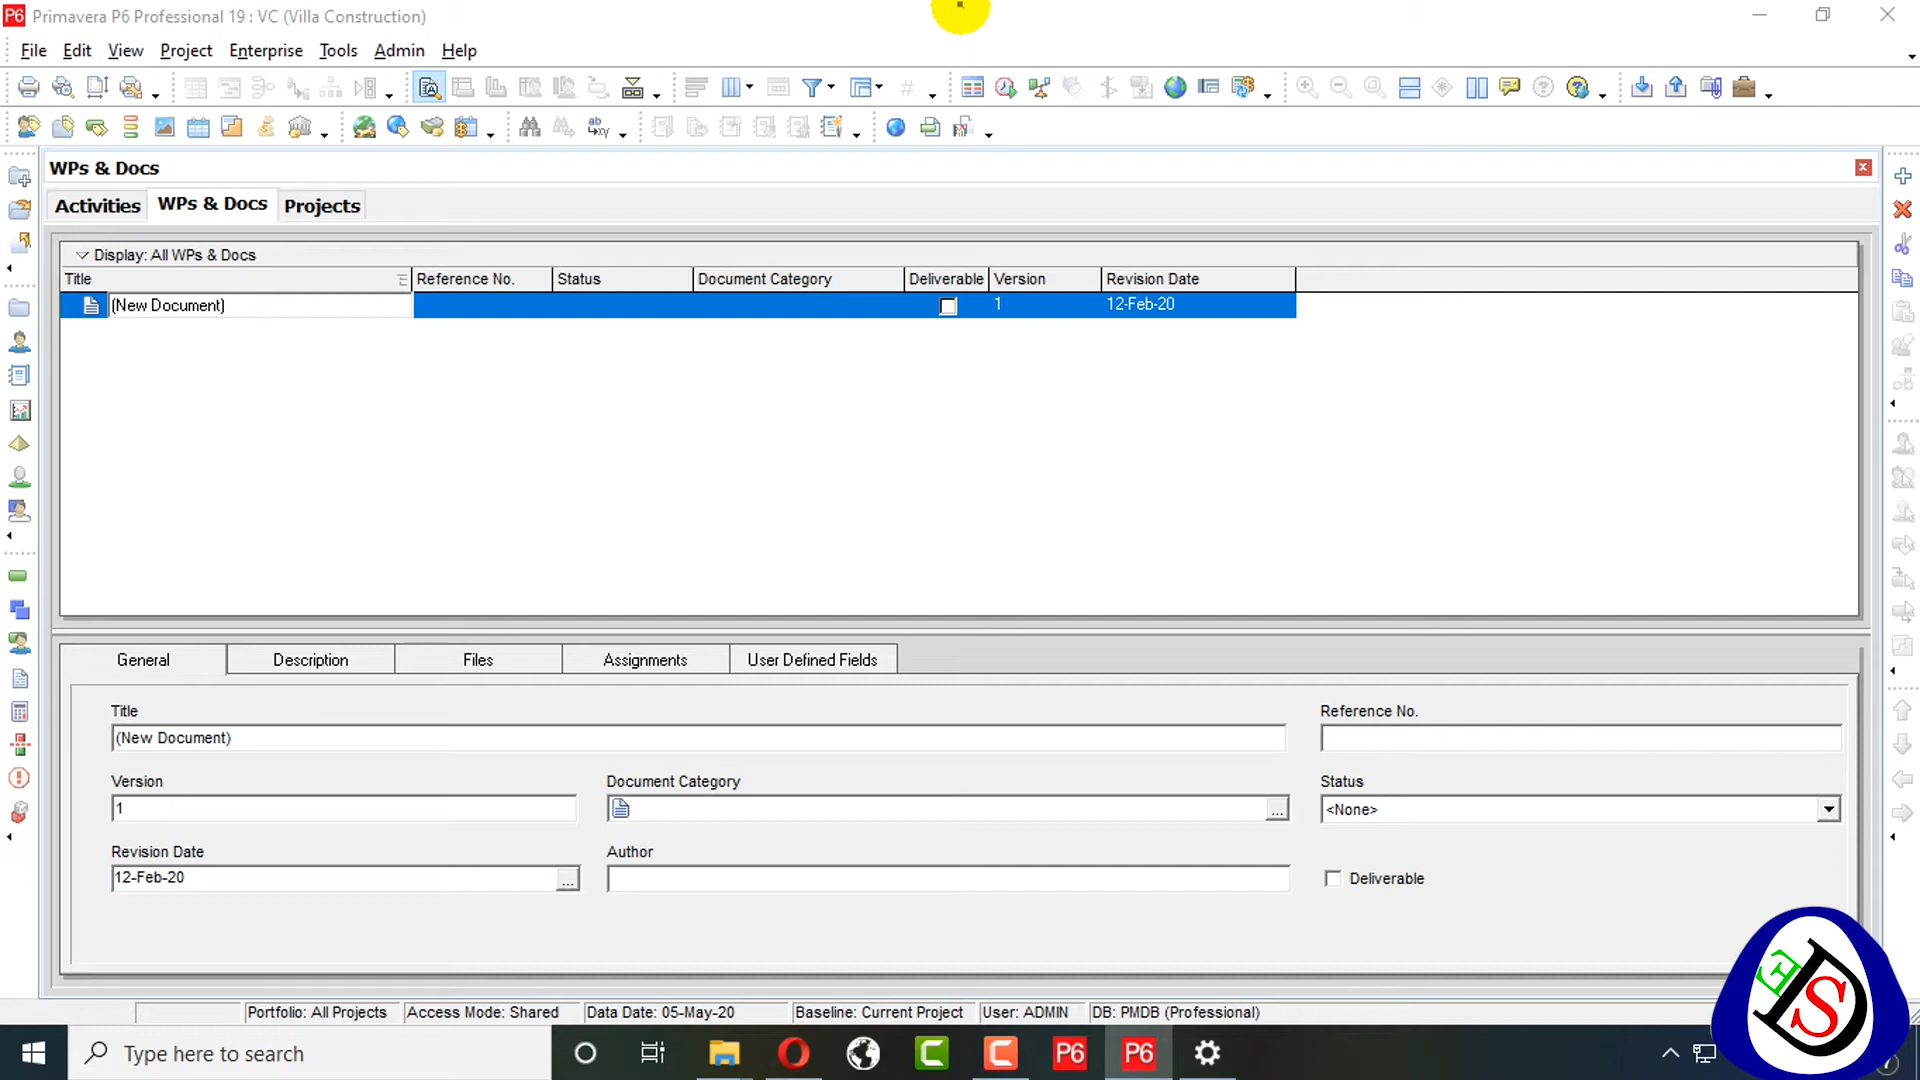 P6 Primavera P6 Professional 19 : VC (Villa Construction)
File Edit View Project Enterprise Tools Admin Help
WPs & Docs
Activities WPs & Docs Projects
Display: All WPs & Docs
Title Reference No. Status Document Category Deliverable Version Revision Date
(New Document) 1 12-Feb-20
General Description Files Assignments User Defined Fields
Title Reference No.
(New Document)
Version Document Category Status
1 ... <None>
Revision Date Author
12-Feb-20 ... Deliverable
Portfolio: All Projects Access Mode: Shared Data Date: 05-May-20 Baseline: Current Project User: ADMIN DB: PMDB (Professional)
Type here to search P6 P6
EDS